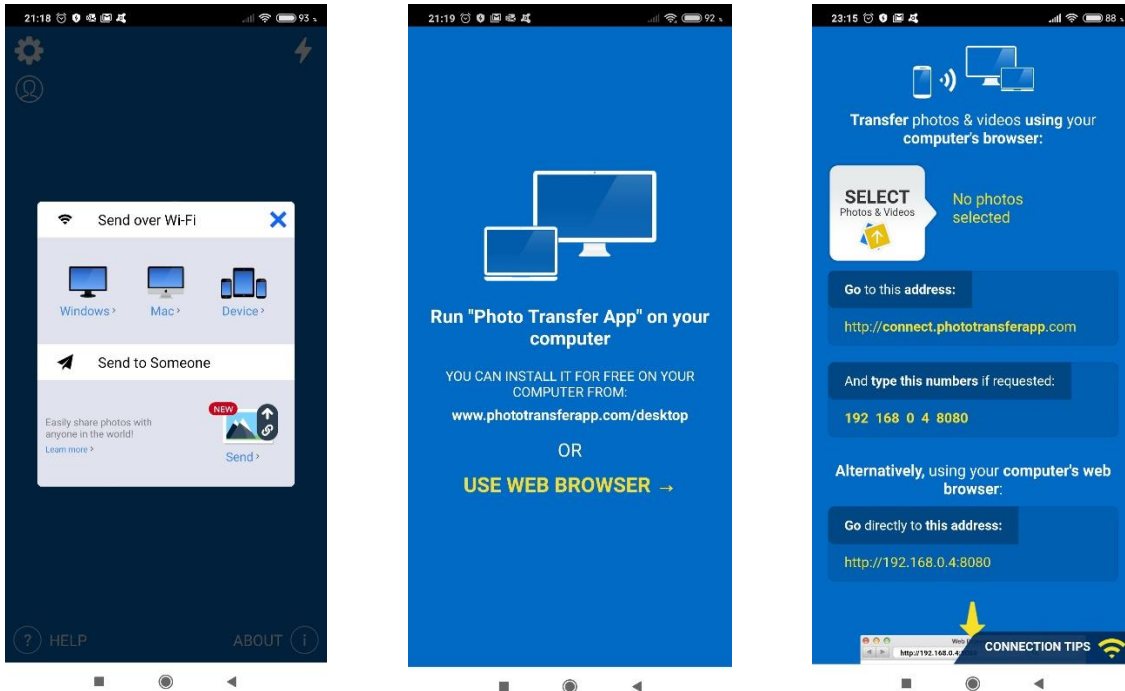 21:18
93
Send over Wi-Fi
Windows >
Mac >
Device >
Send to Someone
Easily share photos with
anyone in the world!
Learn more >
NEW
Send >
? HELP
ABOUT i
21:19
92
Run "Photo Transfer App" on your
computer
YOU CAN INSTALL IT FOR FREE ON YOUR
COMPUTER FROM:
www.phototransferapp.com/desktop
OR
USE WEB BROWSER →
23:15
88
Transfer photos & videos using your
computer's browser:
SELECT
Photos & Videos
No photos
selected
Go to this address:
http://connect.phototransferapp.com
And type this numbers if requested:
192 168 0 4 8080
Alternatively, using your computer's web
browser:
Go directly to this address:
http://192.168.0.4:8080
http://192.168.0.4
CONNECTION TIPS